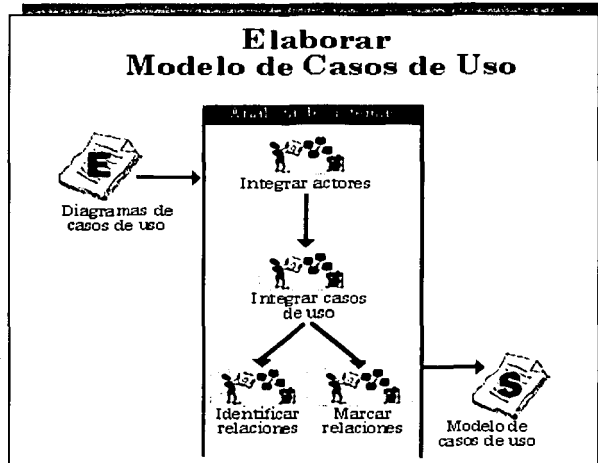 Elaborar
Modelo de Casos de Uso
E
Diagramas de
casos de uso
Integrar actores
Integrar casos
de uso
Identificar
relaciones
Marcar
relaciones
S
Modelo de
casos de uso